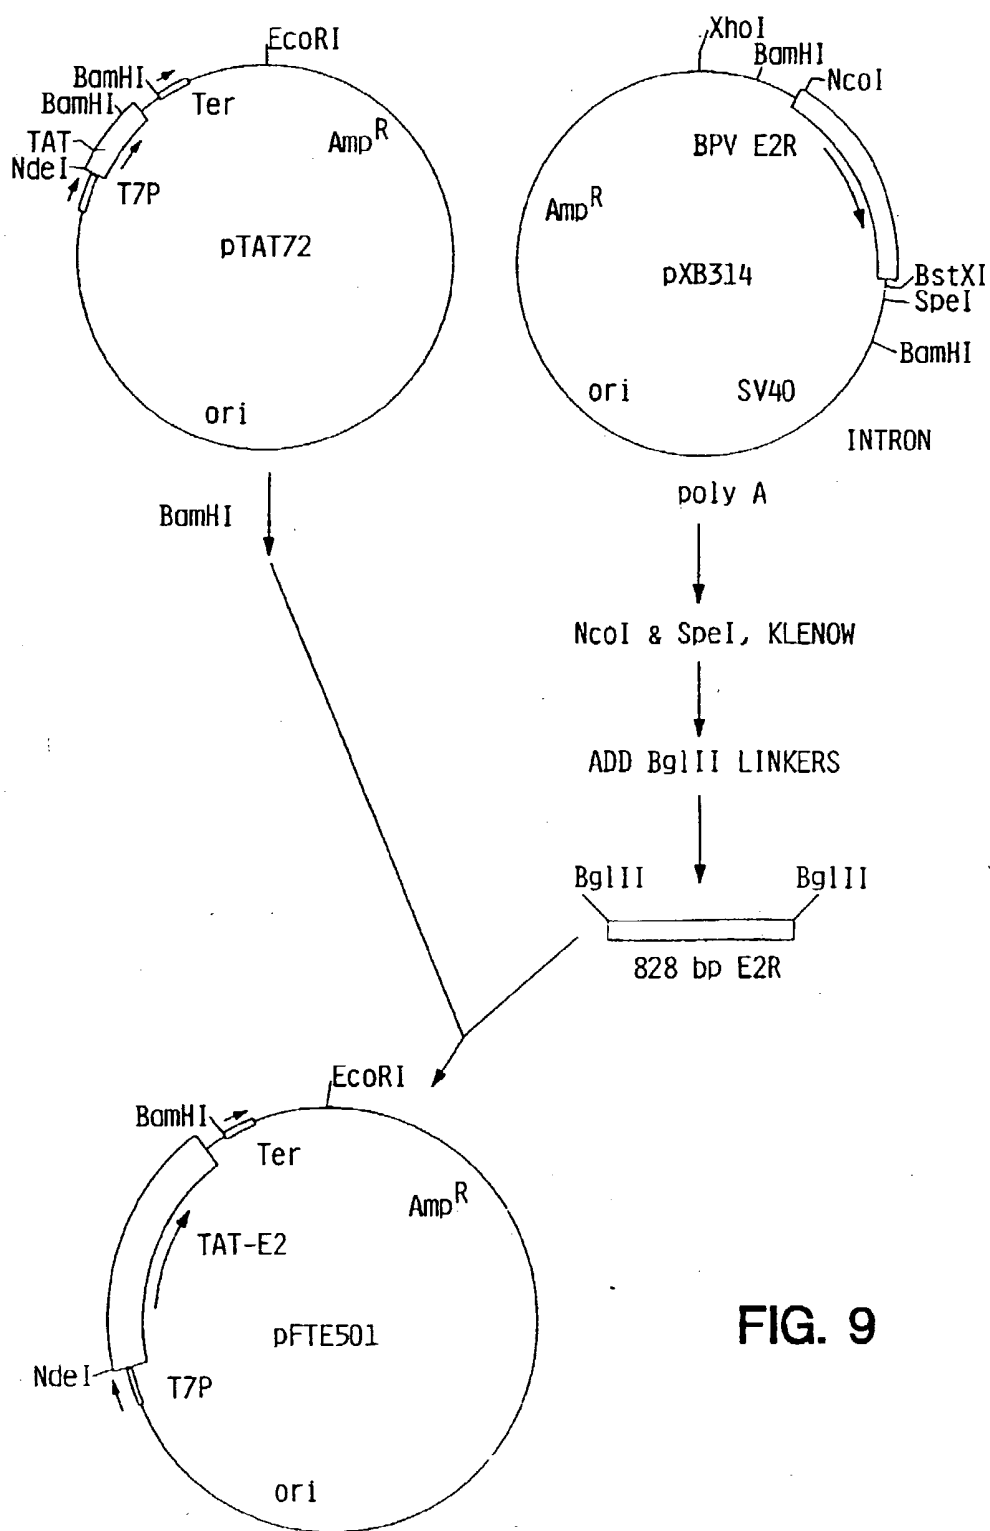 EcoRI
BamHI
BamHI
TAT
NdeI
Ter
T7P
AmpR
pTAT72
ori
BamHI
XhoI
BamHI
NcoI
BPV E2R
AmpR
pXB314
BstXI
SpeI
BamHI
ori
SV40
INTRON
poly A
NcoI & SpeI, KLENOW
ADD BglII LINKERS
BglII
BglII
828 bp E2R
EcoRI
BamHI
Ter
AmpR
TAT-E2
pFTE501
NdeI
T7P
ori
FIG. 9